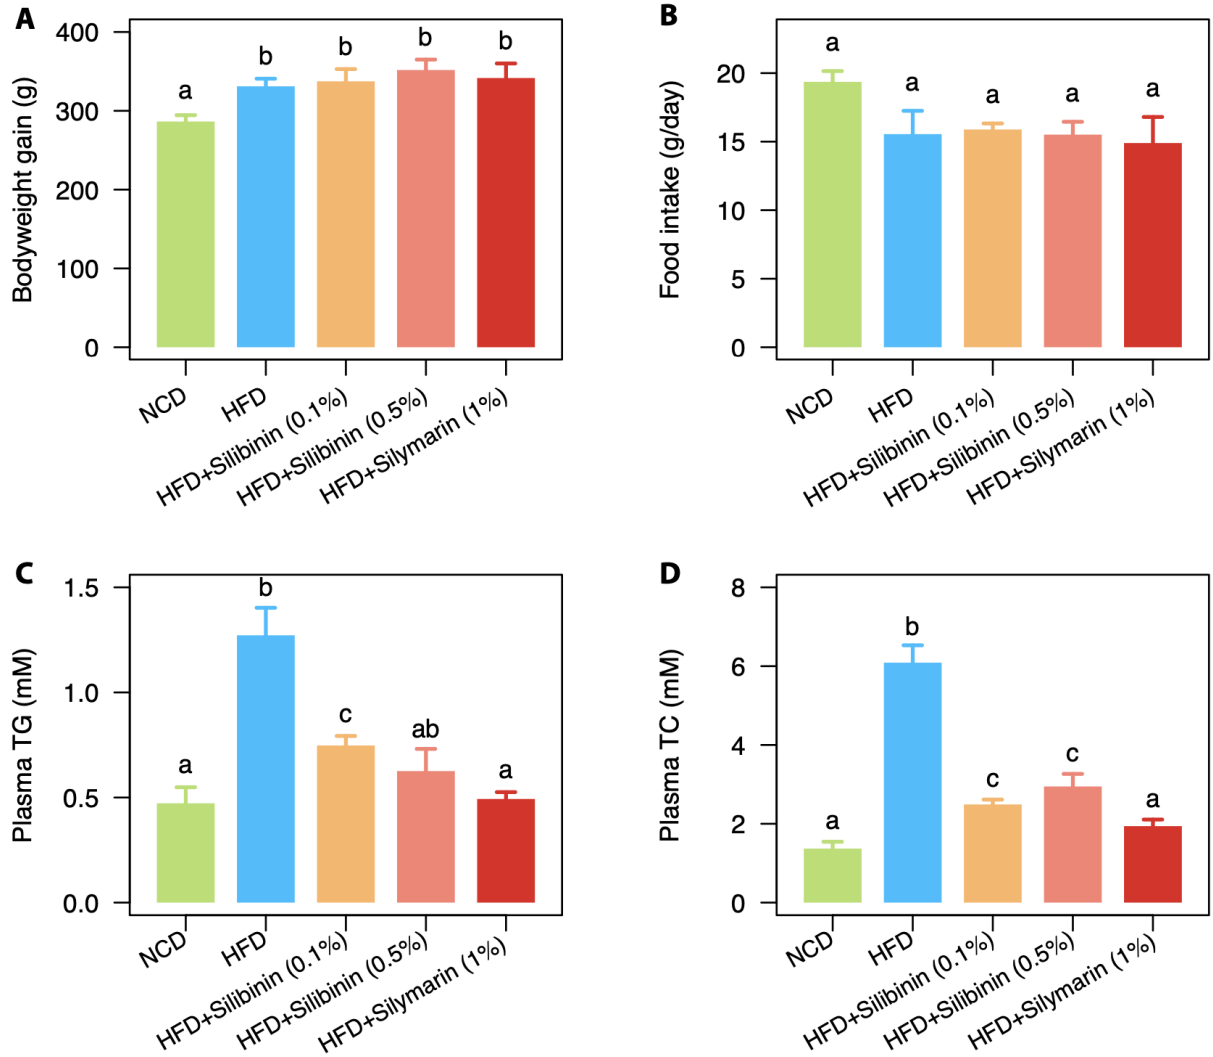 A
Bodyweight gain (g)
400
300
200
100
0
a
b
b
b
b
NCD
HFD
HFD+Silibinin (0.1%)
HFD+Silibinin (0.5%)
HFD+Silymarin (1%)
B
Food intake (g/day)
20
15
10
5
0
a
a
a
a
a
NCD
HFD
HFD+Silibinin (0.1%)
HFD+Silibinin (0.5%)
HFD+Silymarin (1%)
C
Plasma TG (mM)
1.5
1.0
0.5
0.0
a
b
c
ab
a
NCD
HFD
HFD+Silibinin (0.1%)
HFD+Silibinin (0.5%)
HFD+Silymarin (1%)
D
Plasma TC (mM)
8
6
4
2
0
a
b
c
c
a
NCD
HFD
HFD+Silibinin (0.1%)
HFD+Silibinin (0.5%)
HFD+Silymarin (1%)